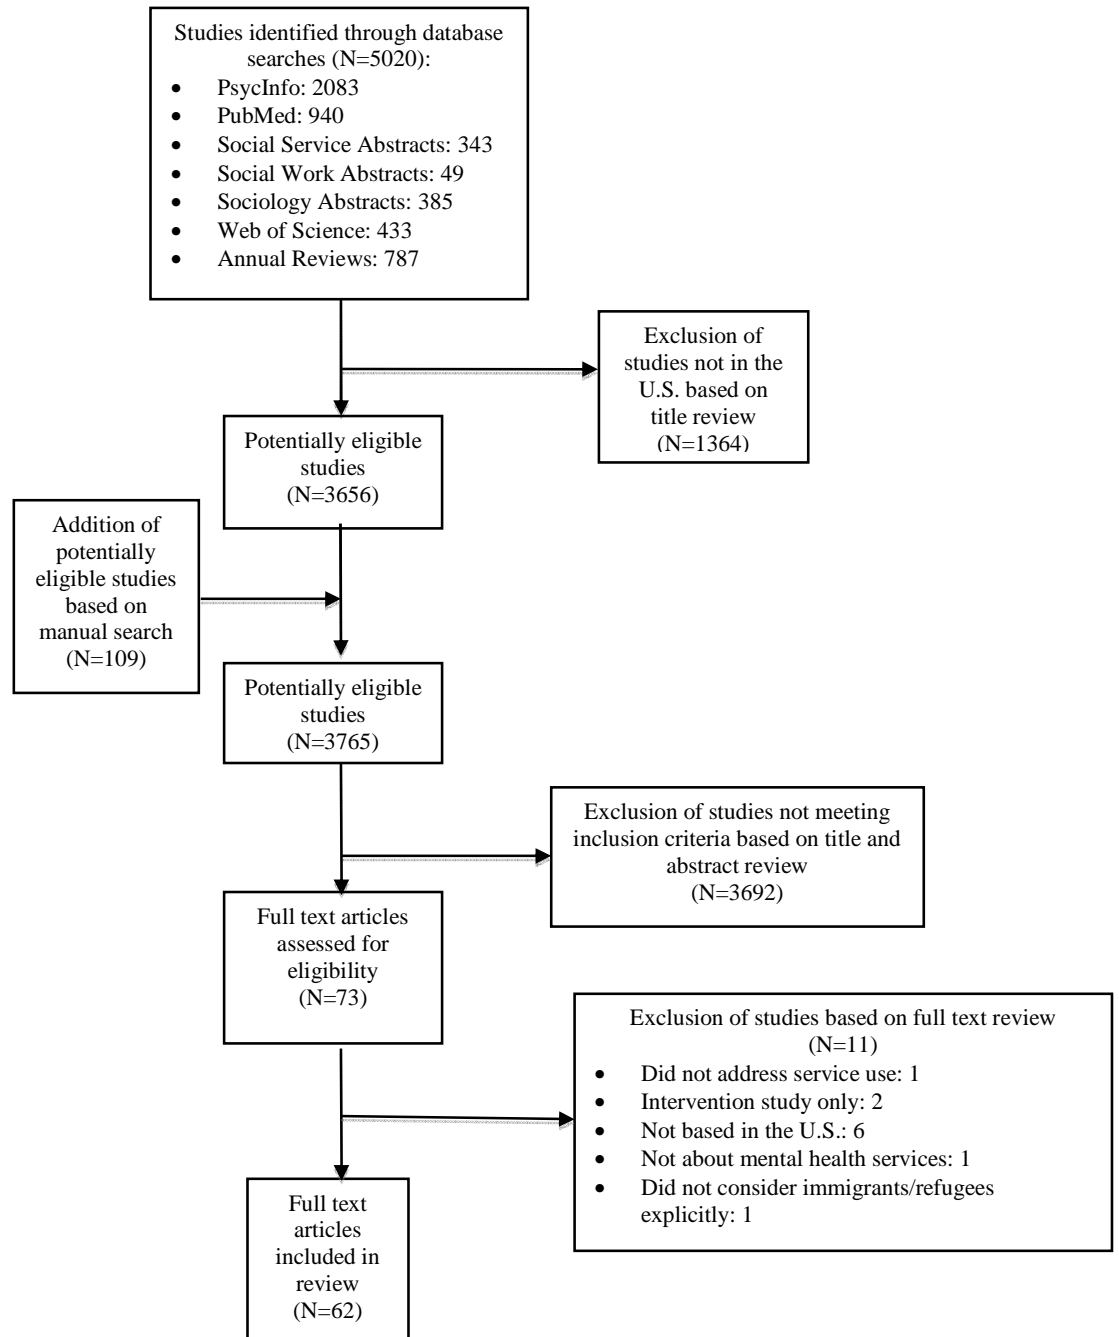 Studies identified through database
searches (N=5020):
• PsycInfo: 2083
• PubMed: 940
• Social Service Abstracts: 343
• Social Work Abstracts: 49
• Sociology Abstracts: 385
• Web of Science: 433
• Annual Reviews: 787
Exclusion of
studies not in the
U.S. based on
title review
(N=1364)
Potentially eligible
studies
(N=3656)
Addition of
potentially
eligible studies
based on
manual search
(N=109)
Potentially eligible
studies
(N=3765)
Exclusion of studies not meeting
inclusion criteria based on title and
abstract review
(N=3692)
Full text articles
assessed for
eligibility
(N=73)
Exclusion of studies based on full text review
(N=11)
• Did not address service use: 1
• Intervention study only: 2
• Not based in the U.S.: 6
• Not about mental health services: 1
• Did not consider immigrants/refugees
explicitly: 1
Full text
articles
included in
review
(N=62)